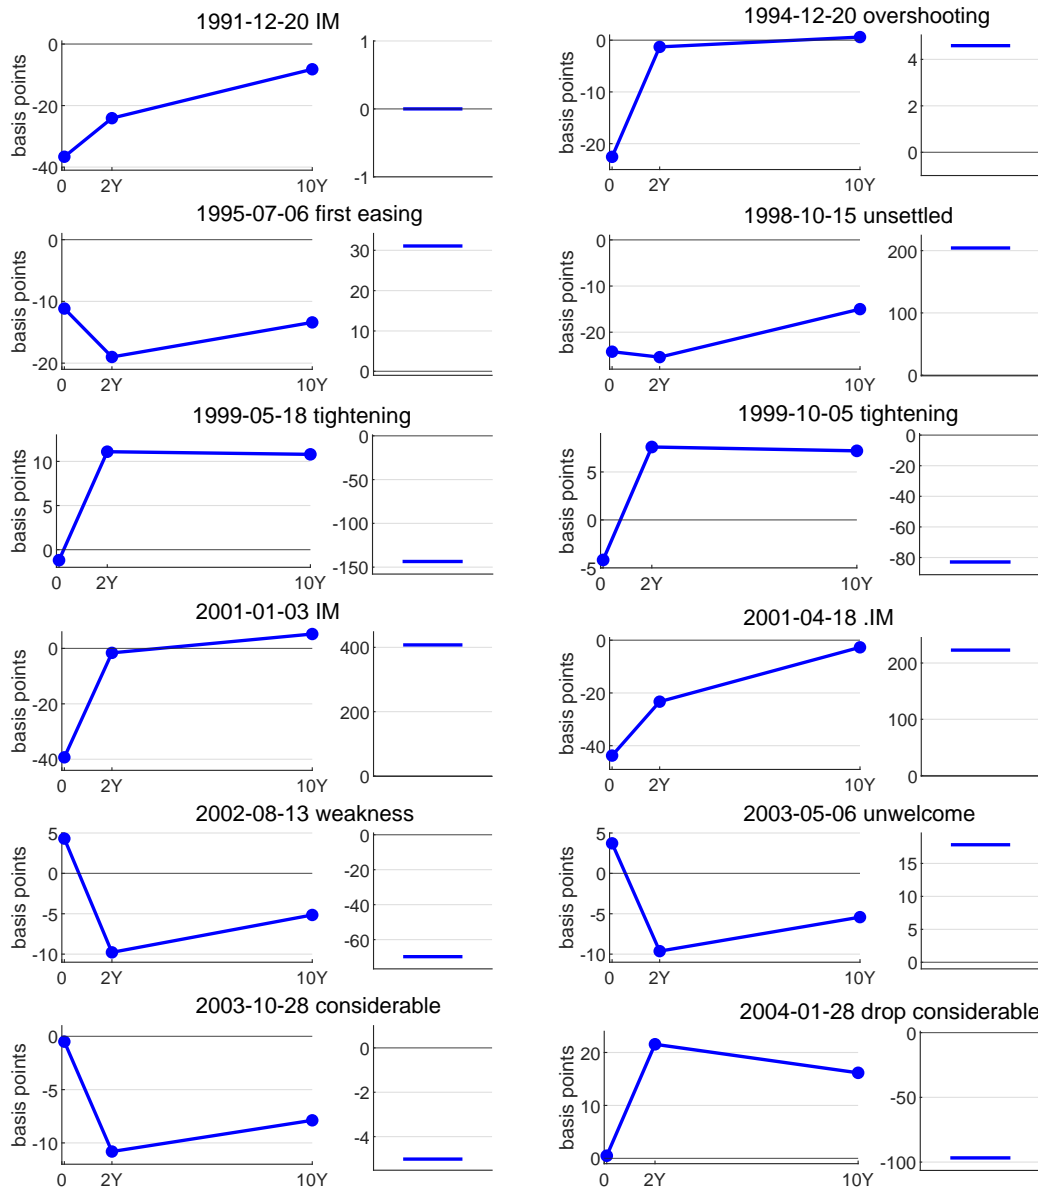 1991-12-20 IM
basis points
0
-20
-40
0
2Y
10Y
1
0
-1
1994-12-20 overshooting
basis points
0
-10
-20
0
2Y
10Y
4
2
0
1995-07-06 first easing
basis points
0
-10
-20
0
2Y
10Y
30
20
10
0
1998-10-15 unsettled
basis points
0
-10
-20
0
2Y
10Y
200
100
0
1999-05-18 tightening
basis points
10
5
0
0
2Y
10Y
0
-50
-100
-150
1999-10-05 tightening
basis points
5
0
-5
0
2Y
10Y
0
-20
-40
-60
-80
2001-01-03 IM
basis points
0
-20
-40
0
2Y
10Y
400
200
0
2001-04-18 .IM
basis points
0
-20
-40
0
2Y
10Y
200
100
0
2002-08-13 weakness
basis points
5
0
-5
-10
0
2Y
10Y
0
-20
-40
-60
2003-05-06 unwelcome
basis points
5
0
-5
-10
0
2Y
10Y
15
10
5
0
2003-10-28 considerable
basis points
0
-5
-10
0
2Y
10Y
0
-2
-4
2004-01-28 drop considerable
basis points
20
10
0
0
2Y
10Y
0
-50
-100